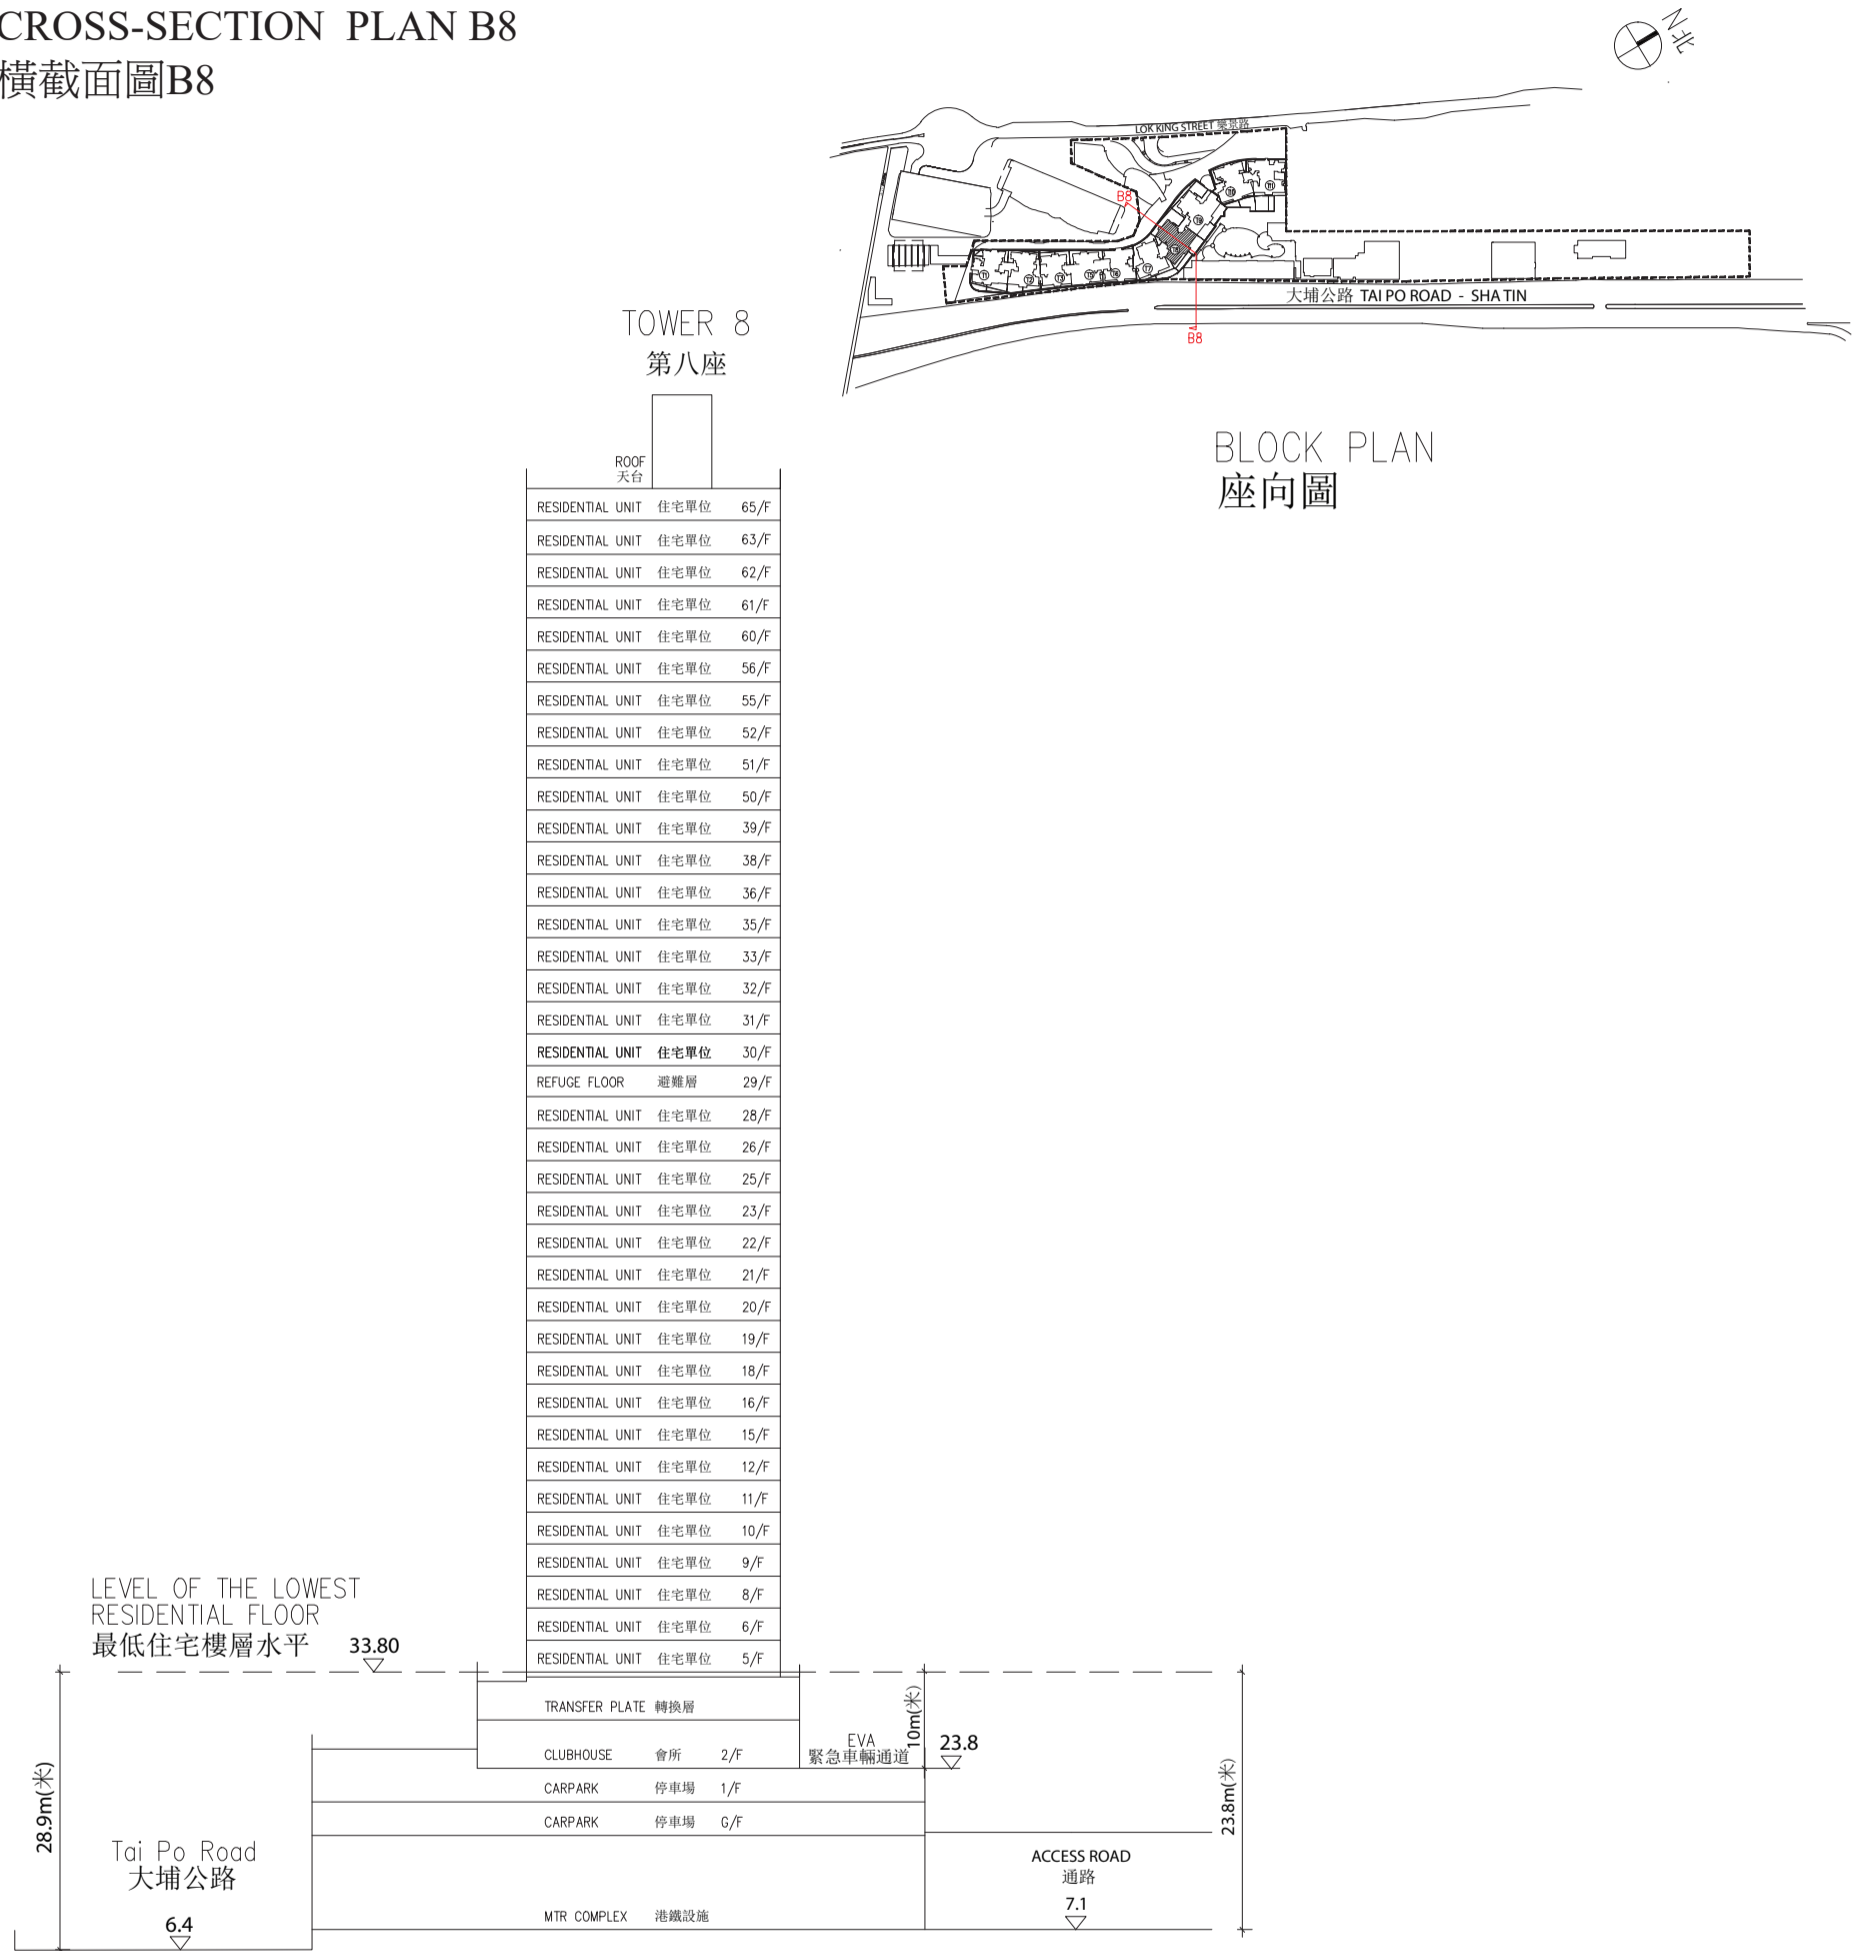 CROSS-SECTION PLAN B8
橫截面圖B8
N 北
LOK KING STREET 樂景路
B8
T1
T2
T3
T5
T6
T7
T8
T9
T10
T11
大埔公路 TAI PO ROAD - SHA TIN
B8
BLOCK PLAN
座向圖
TOWER 8
第八座
ROOF
天台
RESIDENTIAL UNIT 住宅單位 65/F
RESIDENTIAL UNIT 住宅單位 63/F
RESIDENTIAL UNIT 住宅單位 62/F
RESIDENTIAL UNIT 住宅單位 61/F
RESIDENTIAL UNIT 住宅單位 60/F
RESIDENTIAL UNIT 住宅單位 56/F
RESIDENTIAL UNIT 住宅單位 55/F
RESIDENTIAL UNIT 住宅單位 52/F
RESIDENTIAL UNIT 住宅單位 51/F
RESIDENTIAL UNIT 住宅單位 50/F
RESIDENTIAL UNIT 住宅單位 39/F
RESIDENTIAL UNIT 住宅單位 38/F
RESIDENTIAL UNIT 住宅單位 36/F
RESIDENTIAL UNIT 住宅單位 35/F
RESIDENTIAL UNIT 住宅單位 33/F
RESIDENTIAL UNIT 住宅單位 32/F
RESIDENTIAL UNIT 住宅單位 31/F
RESIDENTIAL UNIT 住宅單位 30/F
REFUGE FLOOR 避難層 29/F
RESIDENTIAL UNIT 住宅單位 28/F
RESIDENTIAL UNIT 住宅單位 26/F
RESIDENTIAL UNIT 住宅單位 25/F
RESIDENTIAL UNIT 住宅單位 23/F
RESIDENTIAL UNIT 住宅單位 22/F
RESIDENTIAL UNIT 住宅單位 21/F
RESIDENTIAL UNIT 住宅單位 20/F
RESIDENTIAL UNIT 住宅單位 19/F
RESIDENTIAL UNIT 住宅單位 18/F
RESIDENTIAL UNIT 住宅單位 16/F
RESIDENTIAL UNIT 住宅單位 15/F
RESIDENTIAL UNIT 住宅單位 12/F
RESIDENTIAL UNIT 住宅單位 11/F
RESIDENTIAL UNIT 住宅單位 10/F
RESIDENTIAL UNIT 住宅單位 9/F
RESIDENTIAL UNIT 住宅單位 8/F
RESIDENTIAL UNIT 住宅單位 6/F
RESIDENTIAL UNIT 住宅單位 5/F
LEVEL OF THE LOWEST
RESIDENTIAL FLOOR
最低住宅樓層水平 33.80
TRANSFER PLATE 轉換層
CLUBHOUSE 會所 2/F
CARPARK 停車場 1/F
CARPARK 停車場 G/F
MTR COMPLEX 港鐵設施
EVA
緊急車輛通道
10m(米)
23.8
23.8m(米)
28.9m(米)
Tai Po Road
大埔公路
6.4
ACCESS ROAD
通路
7.1